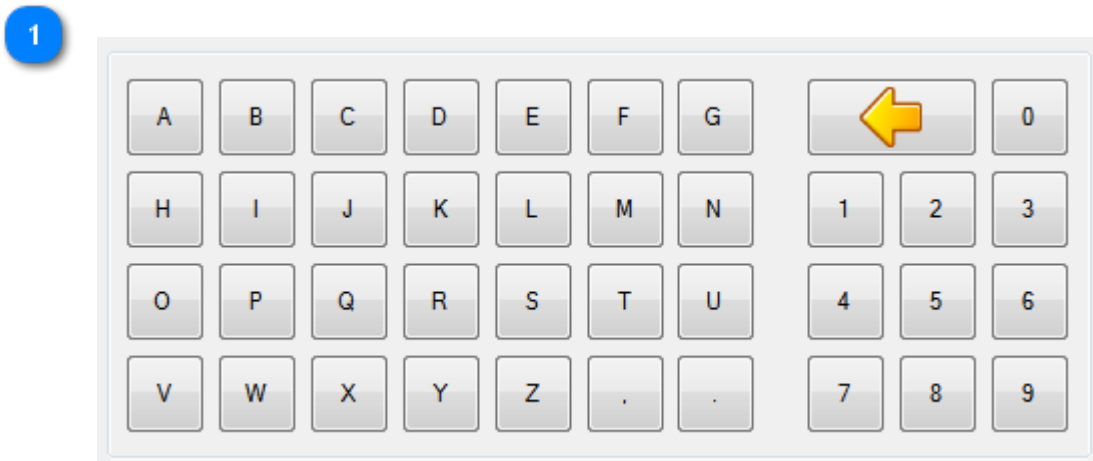 1
A B C D E F G 0
H I J K L M N 1 2 3
O P Q R S T U 4 5 6
V W X Y Z , . 7 8 9